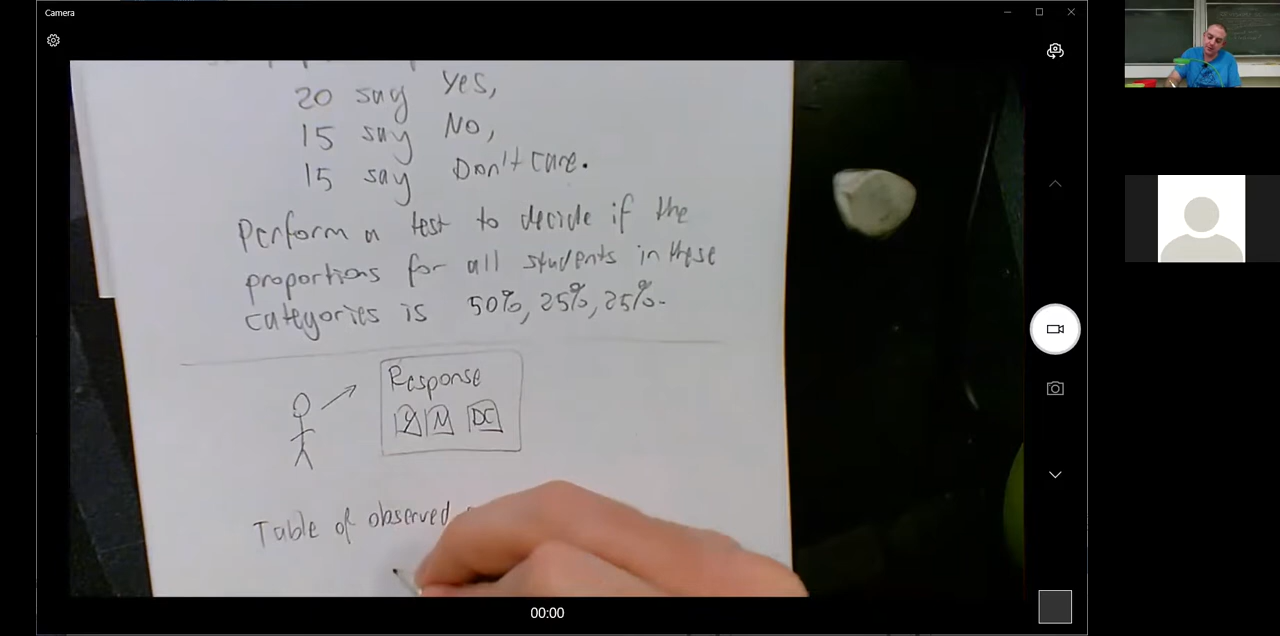 Camera
20 say Yes,
15 say NO,
15 say Don't care.
Perform a test to decide if the
proportions for all students in these
categories is 50%, 25%, 25%.
Response
Y N DC
Table of observed
00:00